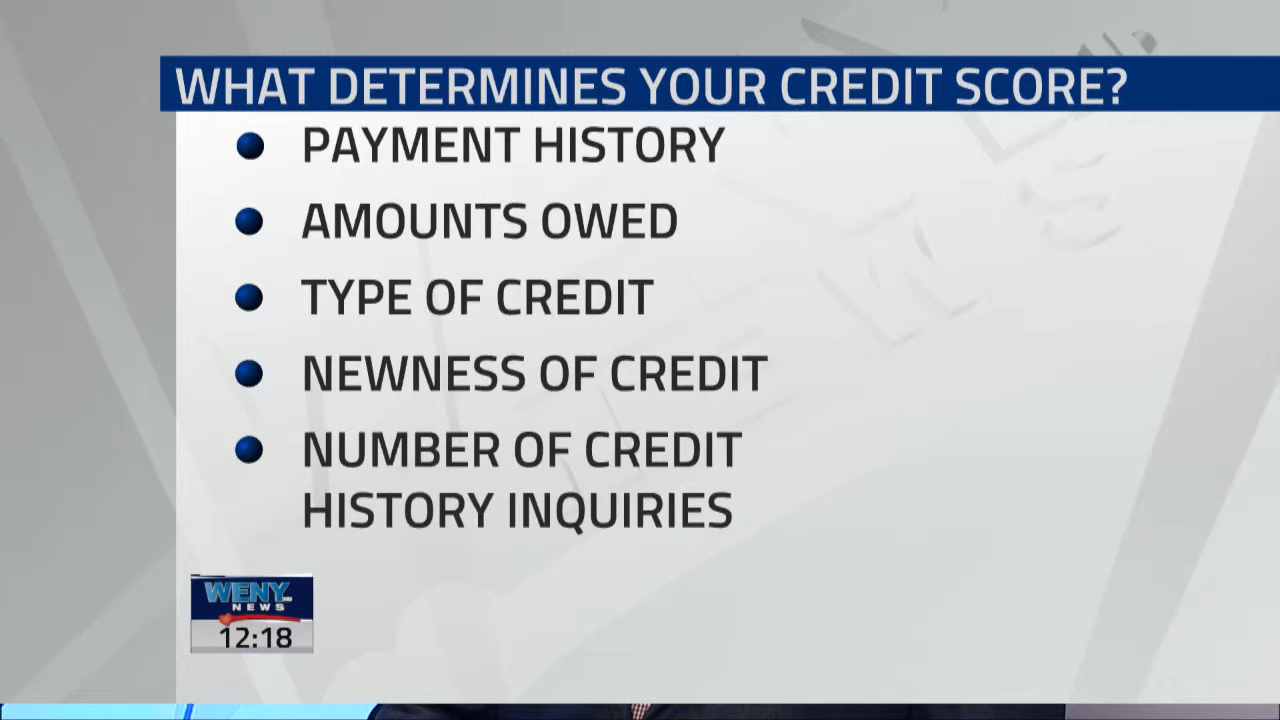 WHAT DETERMINES YOUR CREDIT SCORE?
PAYMENT HISTORY
AMOUNTS OWED
TYPE OF CREDIT
NEWNESS OF CREDIT
NUMBER OF CREDIT
HISTORY INQUIRIES
WENY
NEWS
12:18